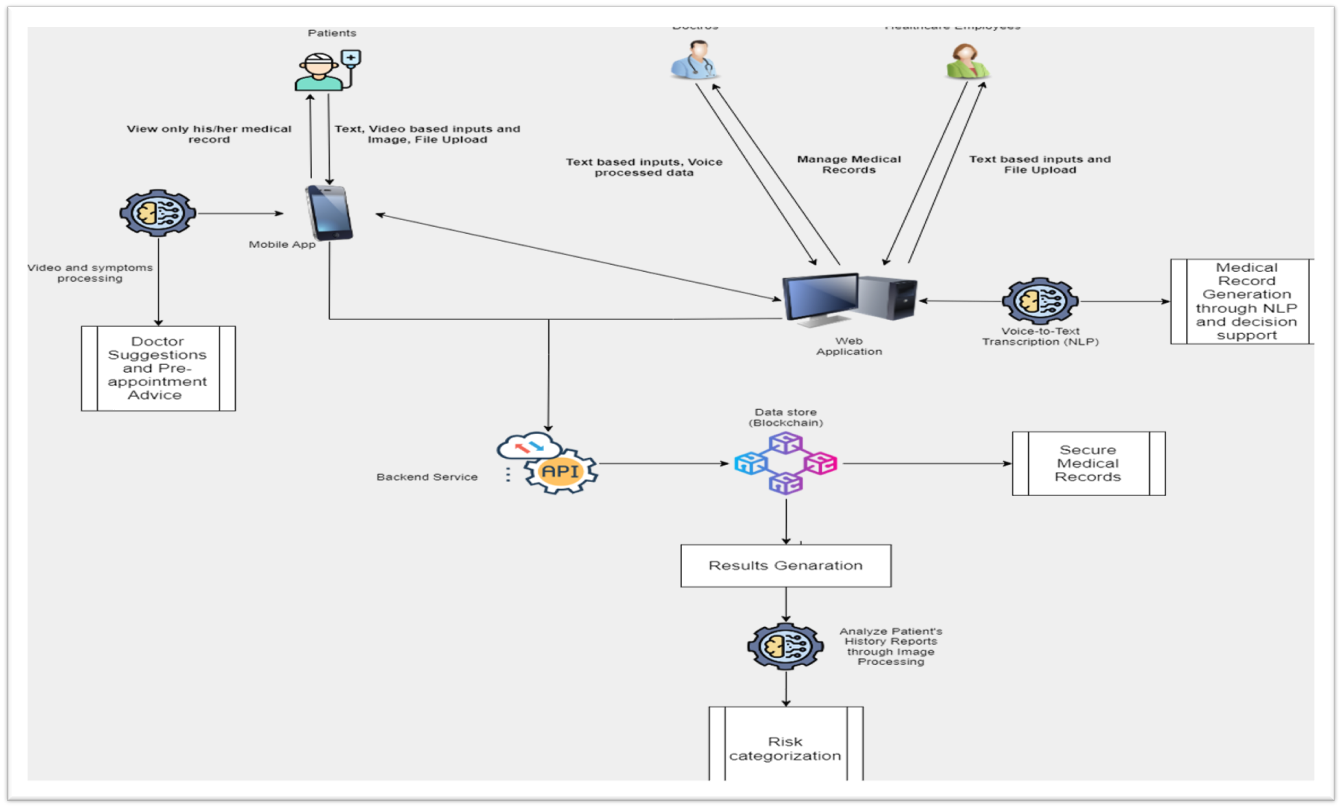 Patients
Doctros
Healthcare Employees
View only his/her medical
record
Text, Video based inputs and
Image, File Upload
Text based inputs, Voice
processed data
Manage Medical
Records
Text based inputs and
File Upload
Mobile App
Video and symptoms
processing
Doctor
Suggestions
and Pre-
appointment
Advice
Web
Application
Voice-to-Text
Transcription (NLP)
Medical
Record
Generation
through NLP
and decision
support
Backend Service
API
Data store
(Blockchain)
Secure
Medical
Records
Results Genaration
Analyze Patient's
History Reports
through Image
Processing
Risk
categorization